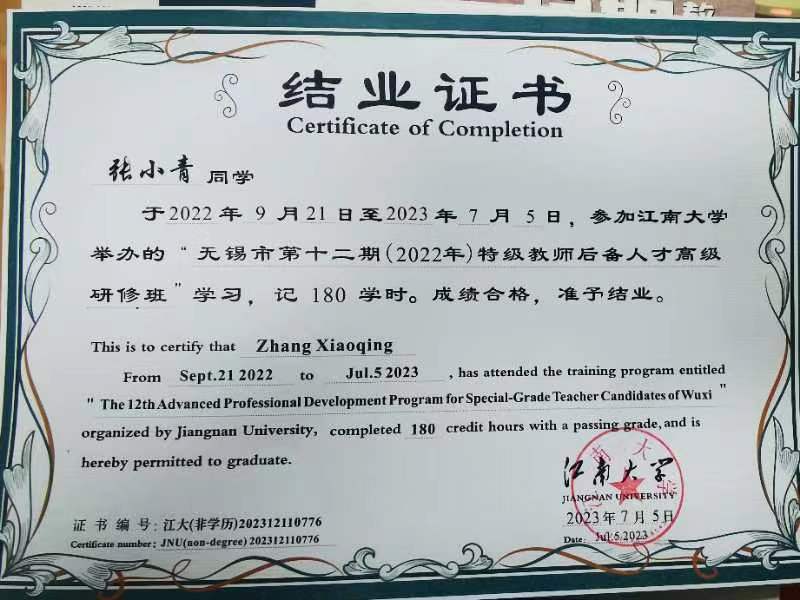 结业证书
Certificate of Completion
张小青 同学
于2022年9月21日至2023年7月5日，参加江南大学
举办的“无锡市第十二期(2022年)特级教师后备人才高级
研修班”学习，记 180 学时。成绩合格，准予结业。
This is to certify that Zhang Xiaoqing
From Sept.21 2022 to Jul.5 2023 , has attended the training program entitled
" The 12th Advanced Professional Development Program for Special-Grade Teacher Candidates of Wuxi "
organized by Jiangnan University, completed 180 credit hours with a passing grade, and is
hereby permitted to graduate.
江南大学
JIANGNAN UNIVERSITY
2023年7月5日
Date: Jul.5.2023
证书编号: 江大(非学历)202312110776
Certificate number: JNU(non-degree)202312110776